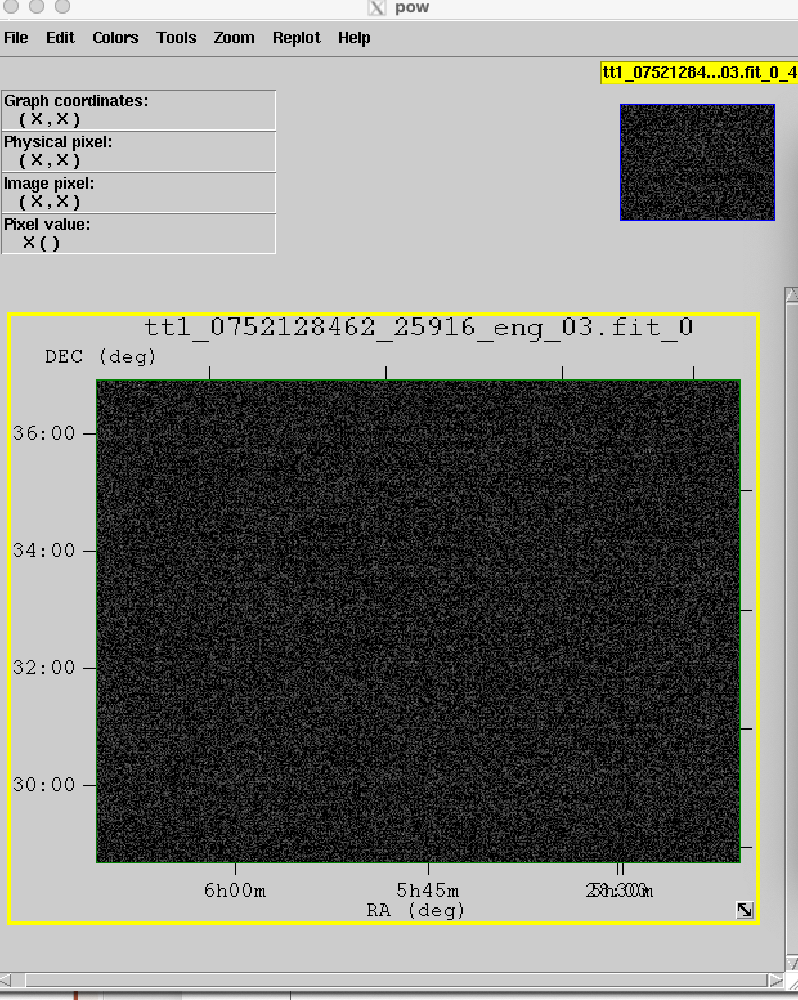 pow
File Edit Colors Tools Zoom Replot Help
tt1_07521284...03.fit_0_4
Graph coordinates:
(X,X)
Physical pixel:
(X,X)
Image pixel:
(X,X)
Pixel value:
X()
tt1_0752128462_25916_eng_03.fit_0
DEC (deg)
36:00
34:00
32:00
30:00
6h00m 5h45m
RA (deg)